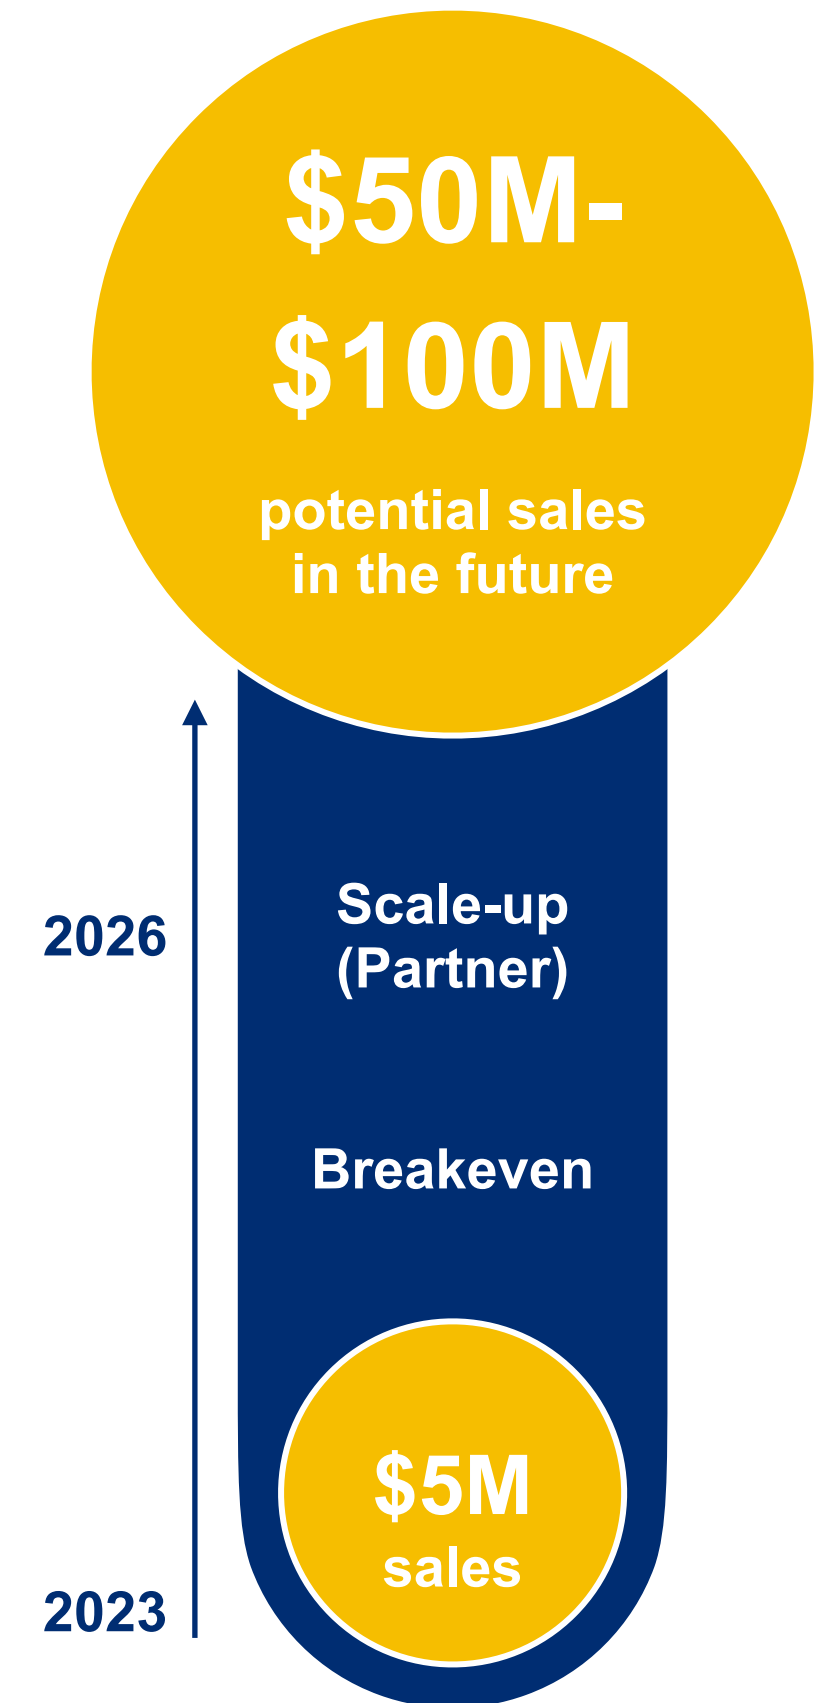 $50M-
$100M
potential sales
in the future
2026
Scale-up
(Partner)
Breakeven
$5M
sales
2023